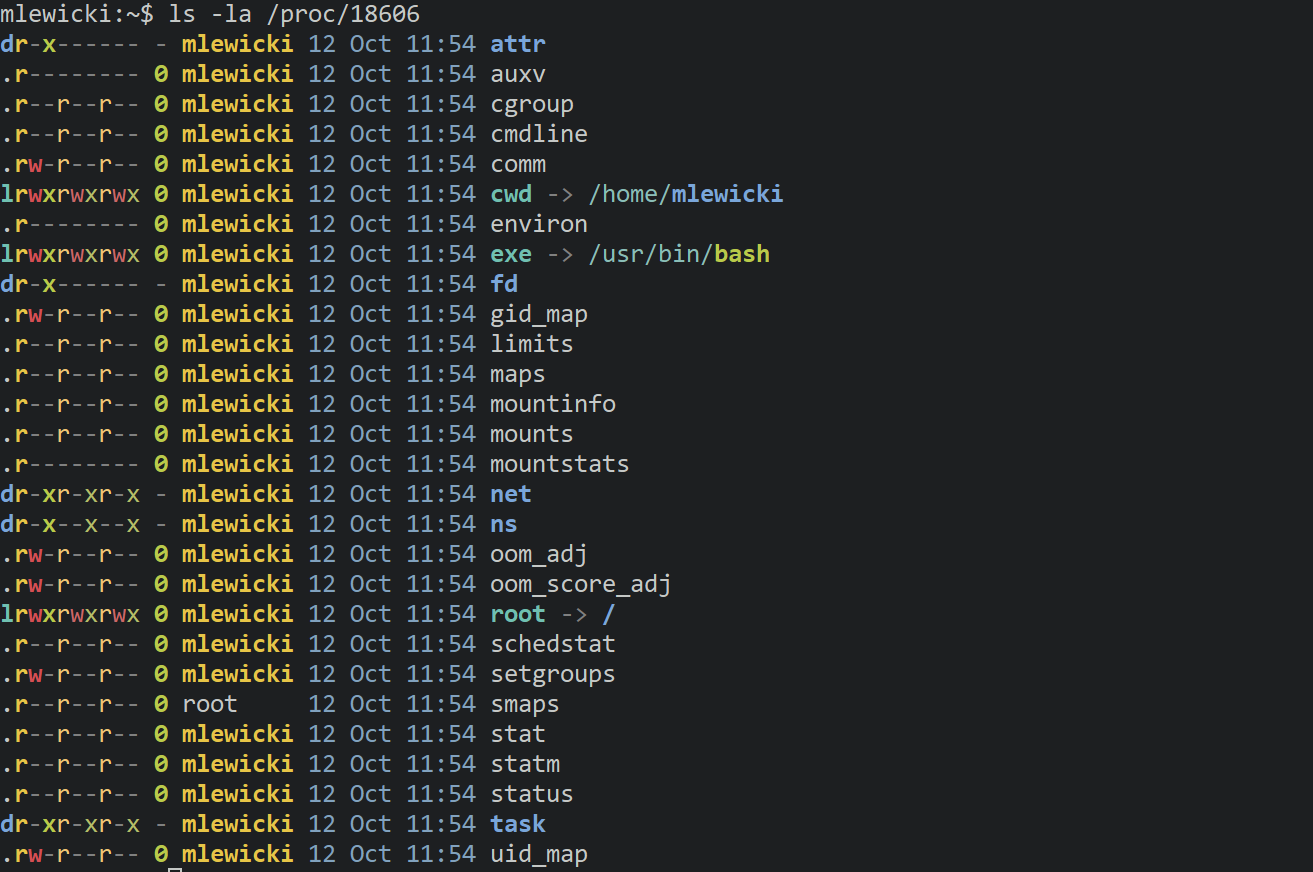 mlewicki:~$ ls -la /proc/18606
dr-x------ - mlewicki 12 Oct 11:54 attr
.r-------- 0 mlewicki 12 Oct 11:54 auxv
.r--r--r-- 0 mlewicki 12 Oct 11:54 cgroup
.r--r--r-- 0 mlewicki 12 Oct 11:54 cmdline
.rw-r--r-- 0 mlewicki 12 Oct 11:54 comm
lrwxrwxrwx 0 mlewicki 12 Oct 11:54 cwd -> /home/mlewicki
.r-------- 0 mlewicki 12 Oct 11:54 environ
lrwxrwxrwx 0 mlewicki 12 Oct 11:54 exe -> /usr/bin/bash
dr-x------ - mlewicki 12 Oct 11:54 fd
.rw-r--r-- 0 mlewicki 12 Oct 11:54 gid_map
.r--r--r-- 0 mlewicki 12 Oct 11:54 limits
.r--r--r-- 0 mlewicki 12 Oct 11:54 maps
.r--r--r-- 0 mlewicki 12 Oct 11:54 mountinfo
.r--r--r-- 0 mlewicki 12 Oct 11:54 mounts
.r-------- 0 mlewicki 12 Oct 11:54 mountstats
dr-xr-xr-x - mlewicki 12 Oct 11:54 net
dr-x--x--x - mlewicki 12 Oct 11:54 ns
.rw-r--r-- 0 mlewicki 12 Oct 11:54 oom_adj
.rw-r--r-- 0 mlewicki 12 Oct 11:54 oom_score_adj
lrwxrwxrwx 0 mlewicki 12 Oct 11:54 root -> /
.r--r--r-- 0 mlewicki 12 Oct 11:54 schedstat
.rw-r--r-- 0 mlewicki 12 Oct 11:54 setgroups
.r--r--r-- 0 root     12 Oct 11:54 smaps
.r--r--r-- 0 mlewicki 12 Oct 11:54 stat
.r--r--r-- 0 mlewicki 12 Oct 11:54 statm
.r--r--r-- 0 mlewicki 12 Oct 11:54 status
dr-xr-xr-x - mlewicki 12 Oct 11:54 task
.rw-r--r-- 0 mlewicki 12 Oct 11:54 uid_map